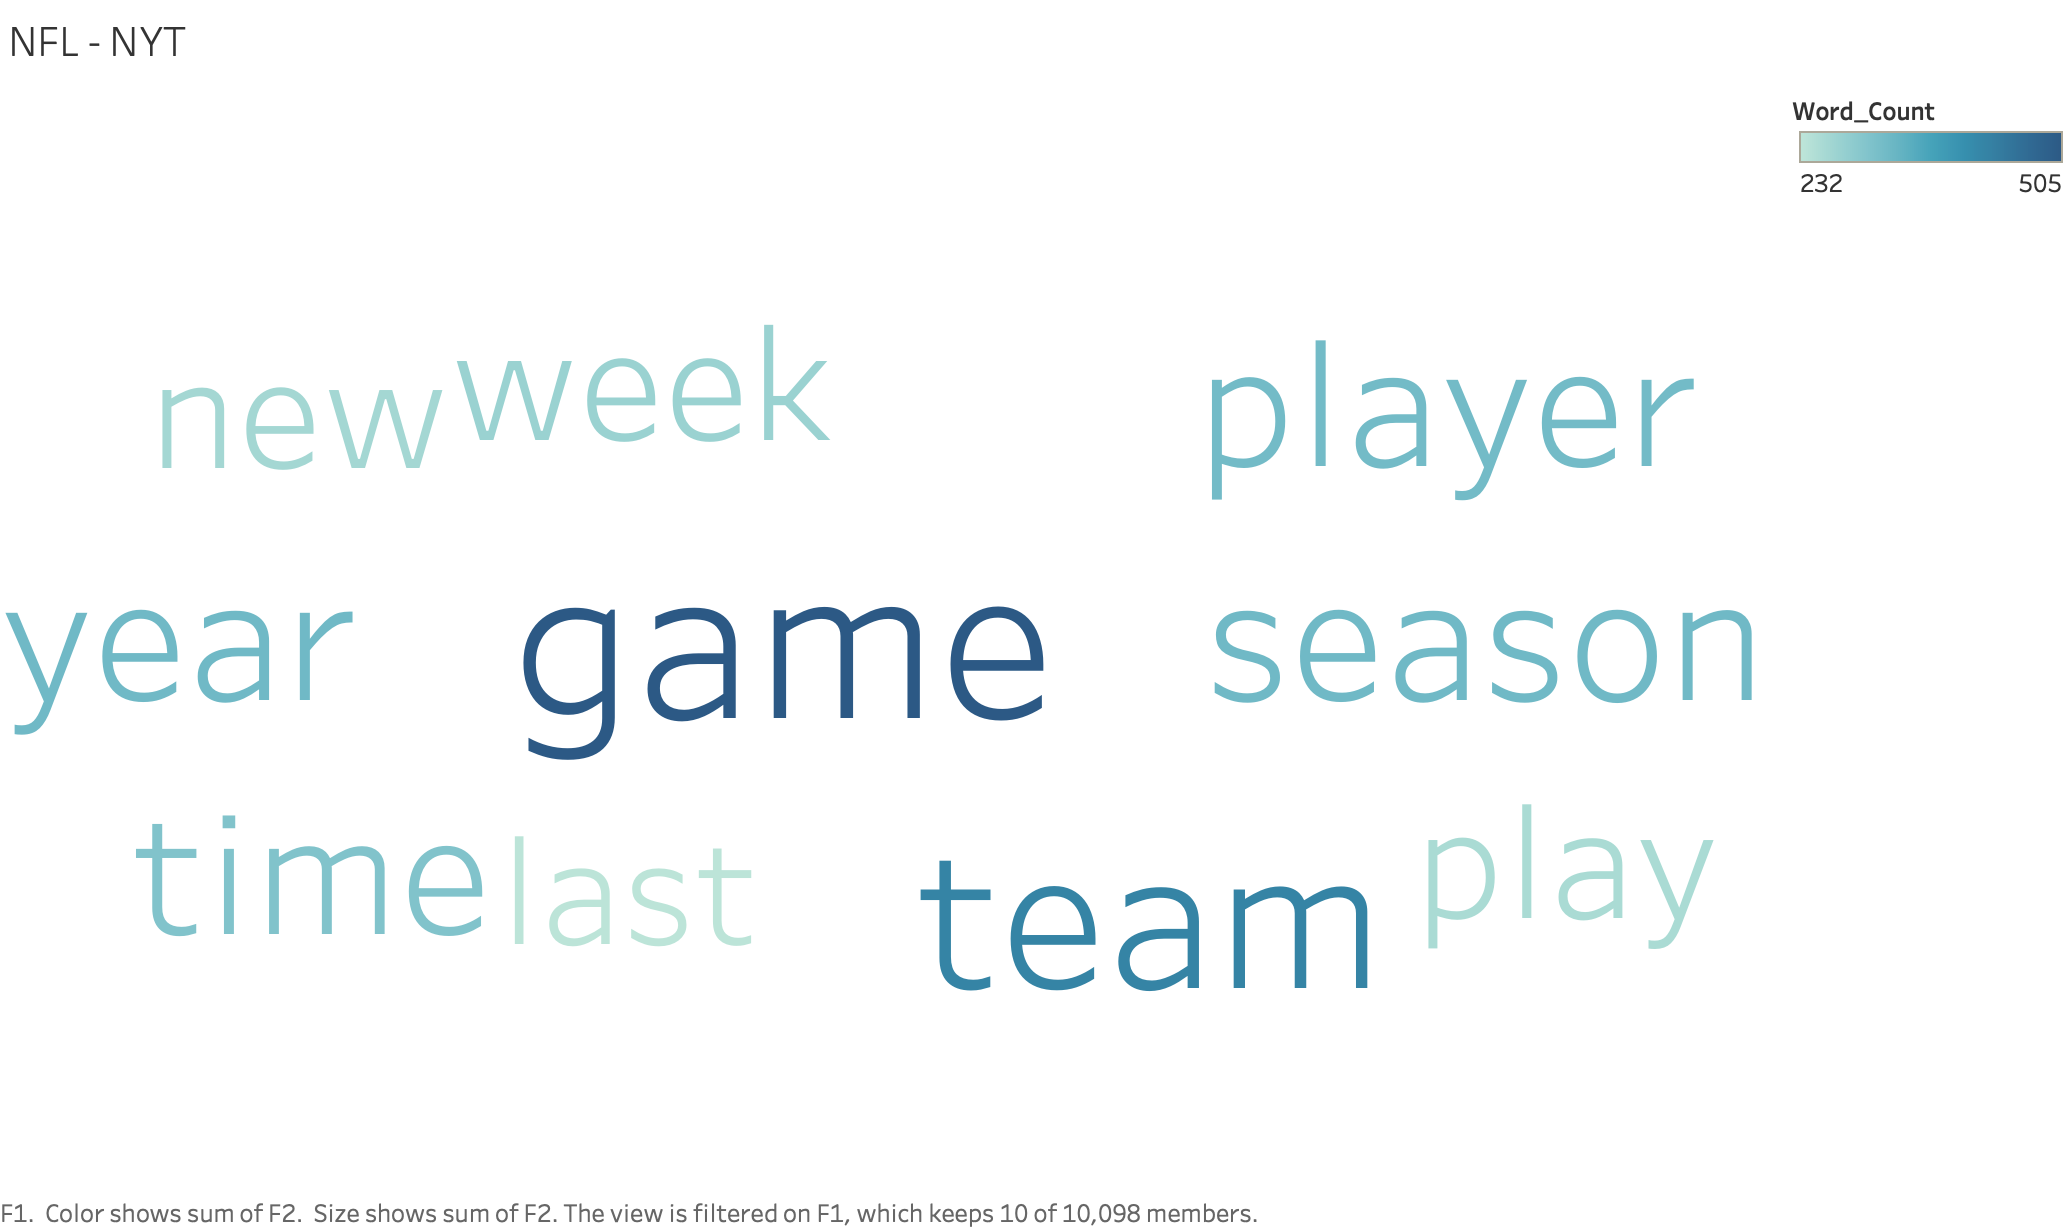 NFL - NYT
Word_Count
232 505
new week player
year game season
time last team play
F1.  Color shows sum of F2.  Size shows sum of F2. The view is filtered on F1, which keeps 10 of 10,098 members.